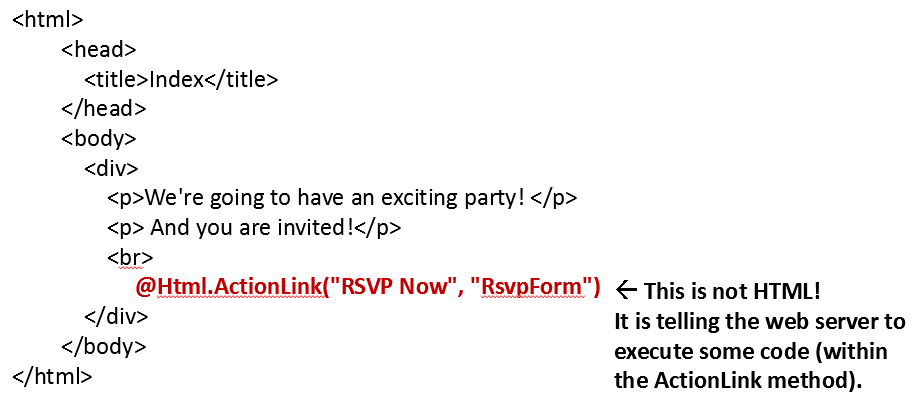 <html>
<head>
<title>Index</title>
</head>
<body>
<div>
<p>We're going to have an exciting party! </p>
<p> And you are invited!</p>
<br>
@Html.ActionLink("RSVP Now", "RsvpForm") ← This is not HTML!
</div> It is telling the web server to
</body> execute some code (within
</html> the ActionLink method).